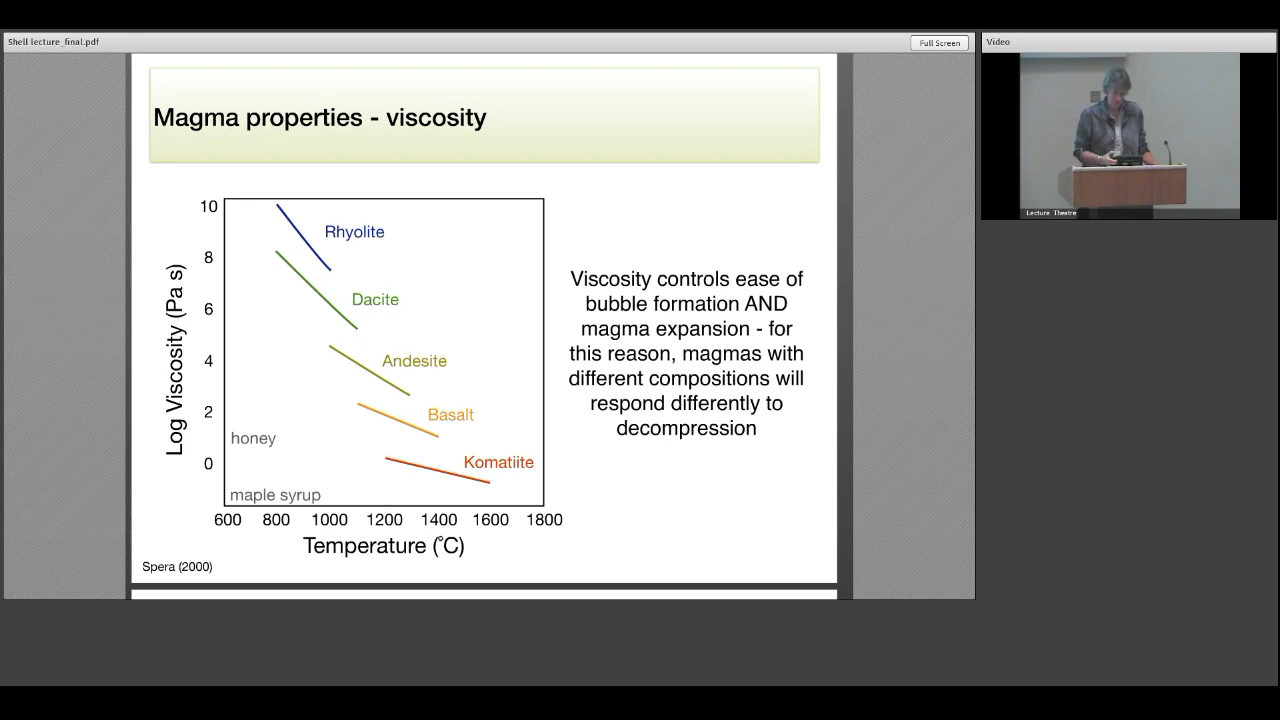 Shell lecture_final.pdf
Full Screen
Video
Magma properties - viscosity
10
8
6
4
2
0
Log Viscosity (Pa s)
Rhyolite
Dacite
Andesite
Basalt
Komatiite
honey
maple syrup
600 800 1000 1200 1400 1600 1800
Temperature (˚C)
Spera (2000)
Viscosity controls ease of
bubble formation AND
magma expansion - for
this reason, magmas with
different compositions will
respond differently to
decompression
Lecture Theatre